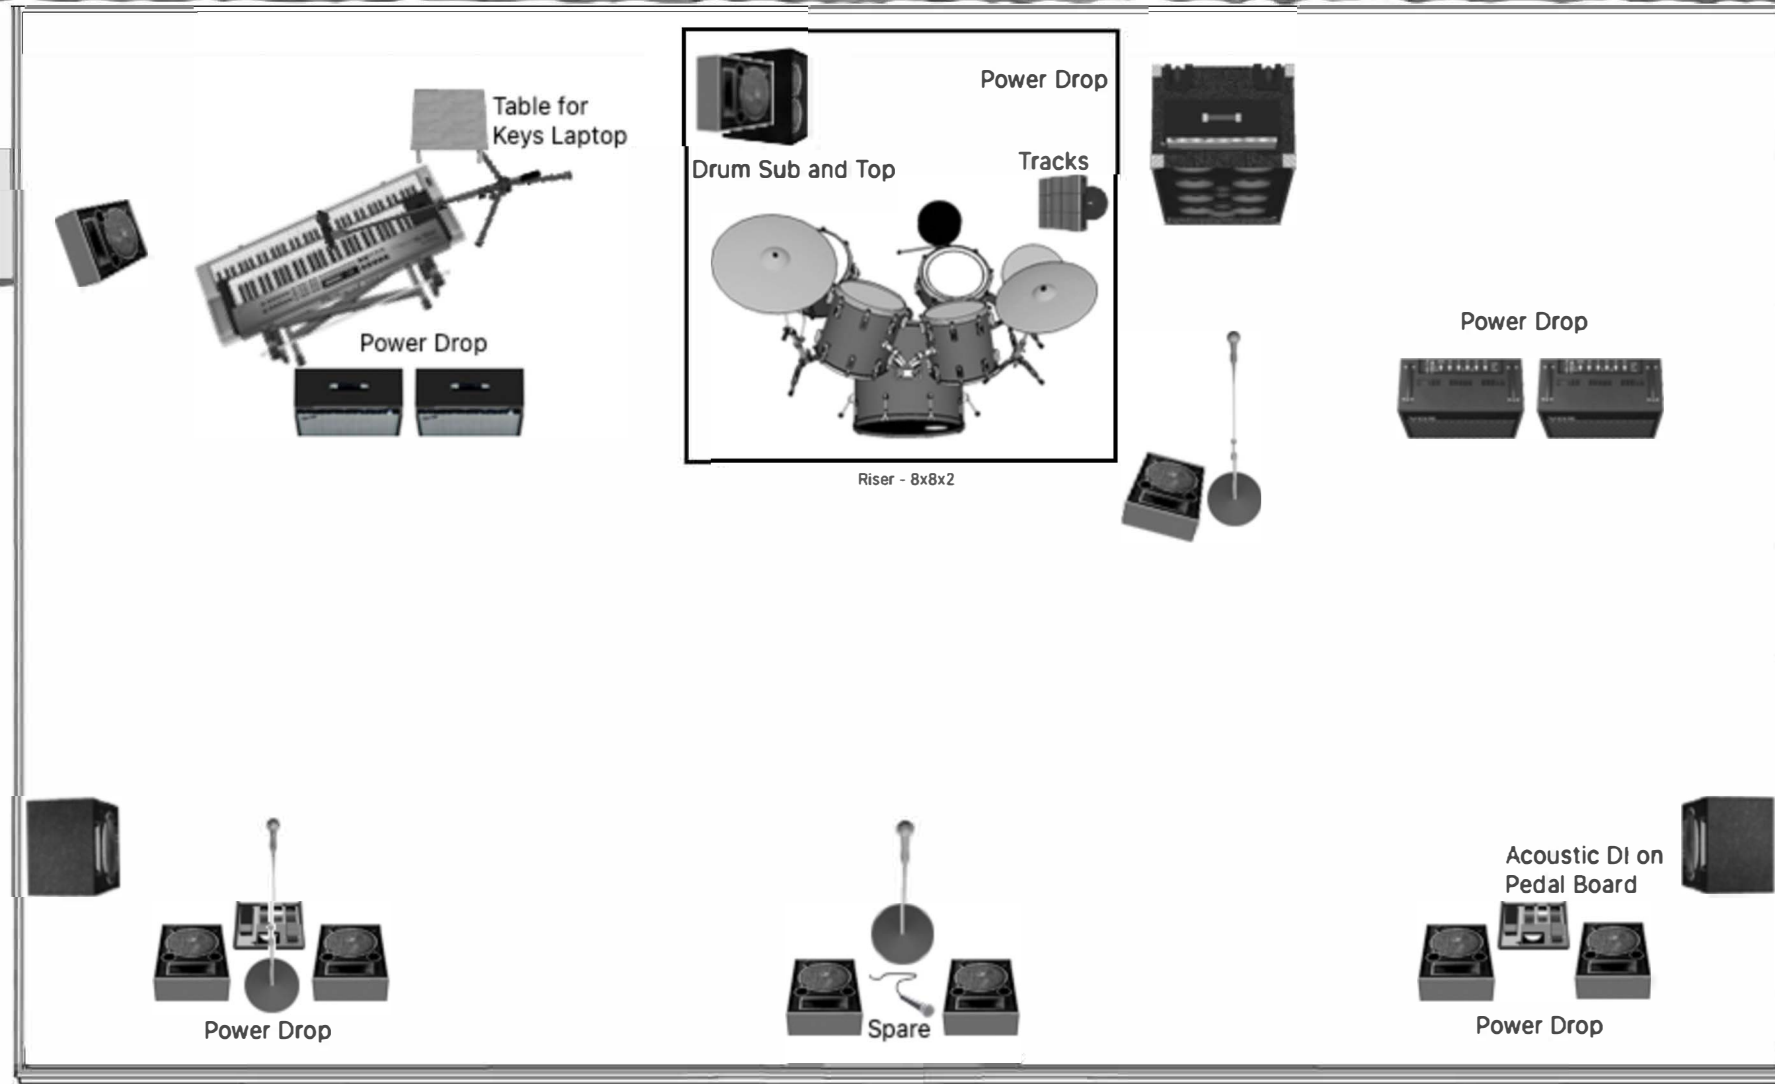 Power Drop
Table for
Keys Laptop
Drum Sub and Top
Tracks
Power Drop
Power Drop
Riser - 8x8x2
Acoustic DI on
Pedal Board
Power Drop
Spare
Power Drop